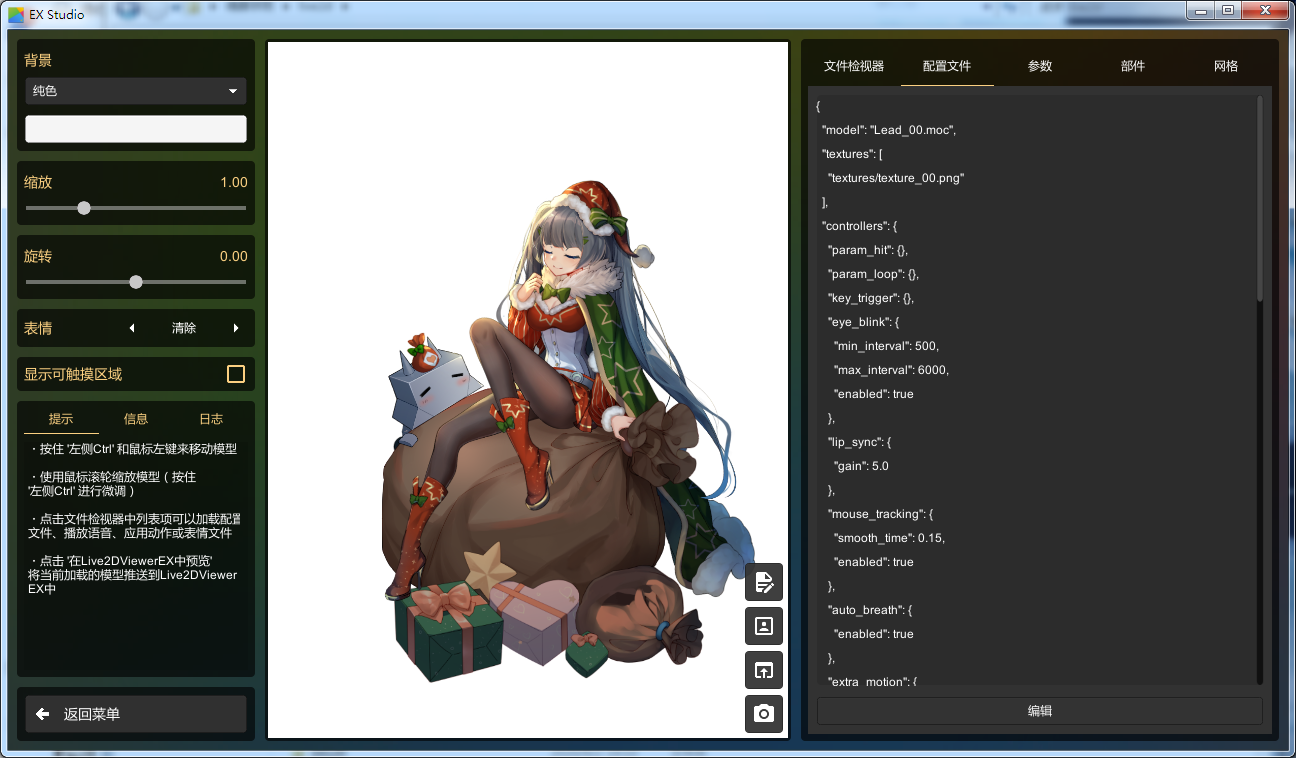 EX Studio
背景
纯色
缩放
1.00
旋转
0.00
表情
清除
显示可触摸区域
提示
信息
日志
· 按住 '左侧Ctrl' 和鼠标左键来移动模型
· 使用鼠标滚轮缩放模型 ( 按住
'左侧Ctrl' 进行微调 )
· 点击文件检视器中列表项可以加载配置
文件、播放语音、应用动作或表情文件
· 点击 '在Live2DViewerEX中预览'
将当前加载的模型推送到Live2DViewer
EX中
返回菜单
文件检视器
配置文件
参数
部件
网格
{
"model": "Lead_00.moc",
"textures": [
"textures/texture_00.png"
],
"controllers": {
"param_hit": {},
"param_loop": {},
"key_trigger": {},
"eye_blink": {
"min_interval": 500,
"max_interval": 6000,
"enabled": true
},
"lip_sync": {
"gain": 5.0
},
"mouse_tracking": {
"smooth_time": 0.15,
"enabled": true
},
"auto_breath": {
"enabled": true
},
"extra_motion": {
编辑